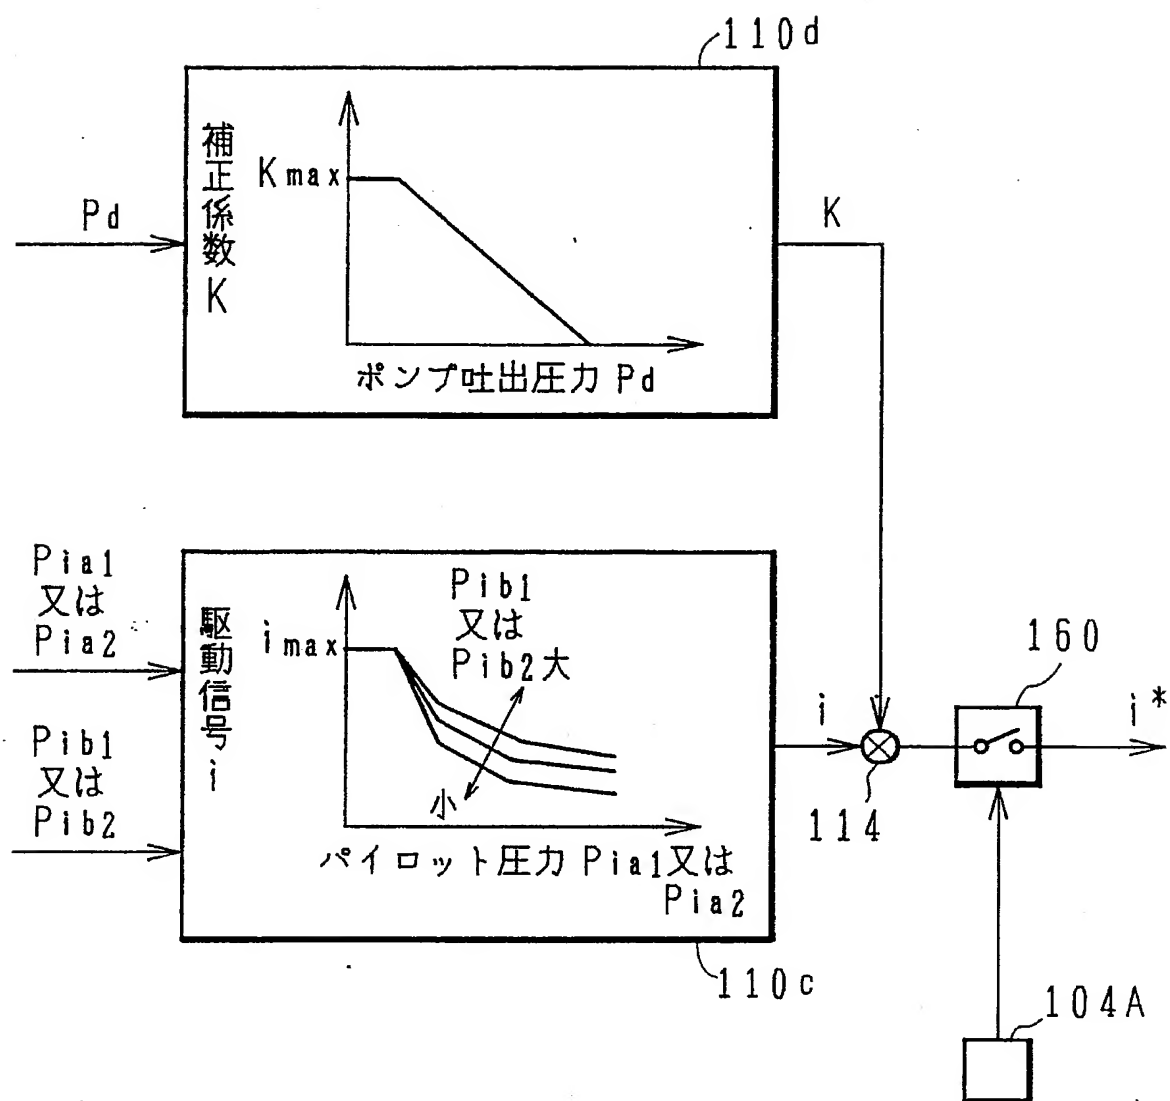 110d
補正係数K
Kmax
Pd
K
ポンプ吐出圧力 Pd
Pia1
又は
Pia2
Pib1
又は
Pib2
駆動信号i
imax
Pib1
又は
Pib2大
小
パイロット圧力 Pia1又は
Pia2
i
114
160
i*
110c
104A